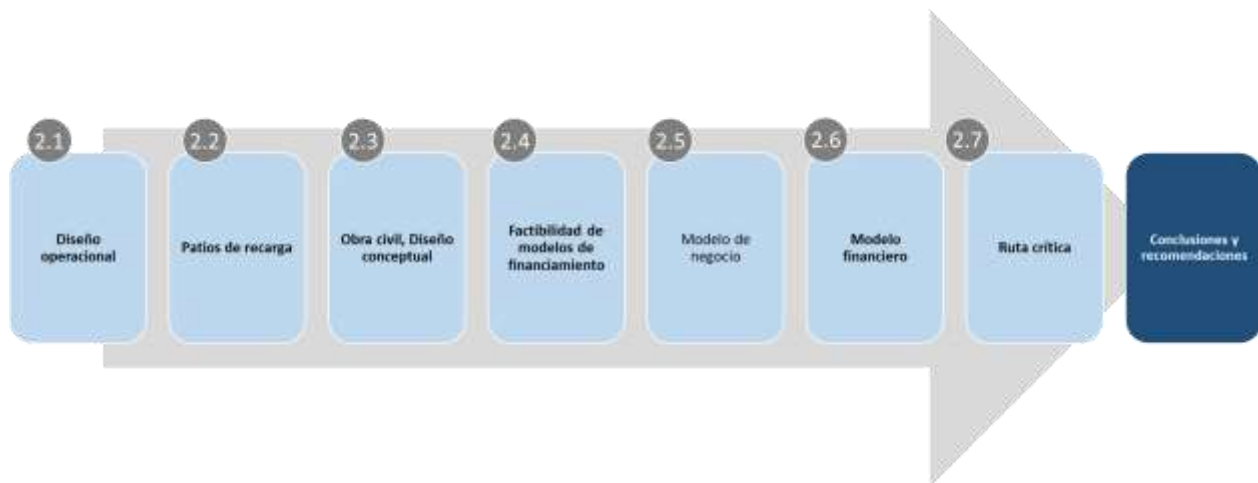 2.1
Diseño
operacional
2.2
Patios de recarga
2.3
Obra civil, Diseño
conceptual
2.4
Factibilidad de
modelos de
financiamiento
2.5
Modelo de
negocio
2.6
Modelo
financiero
2.7
Ruta crítica
Conclusiones y
recomendaciones